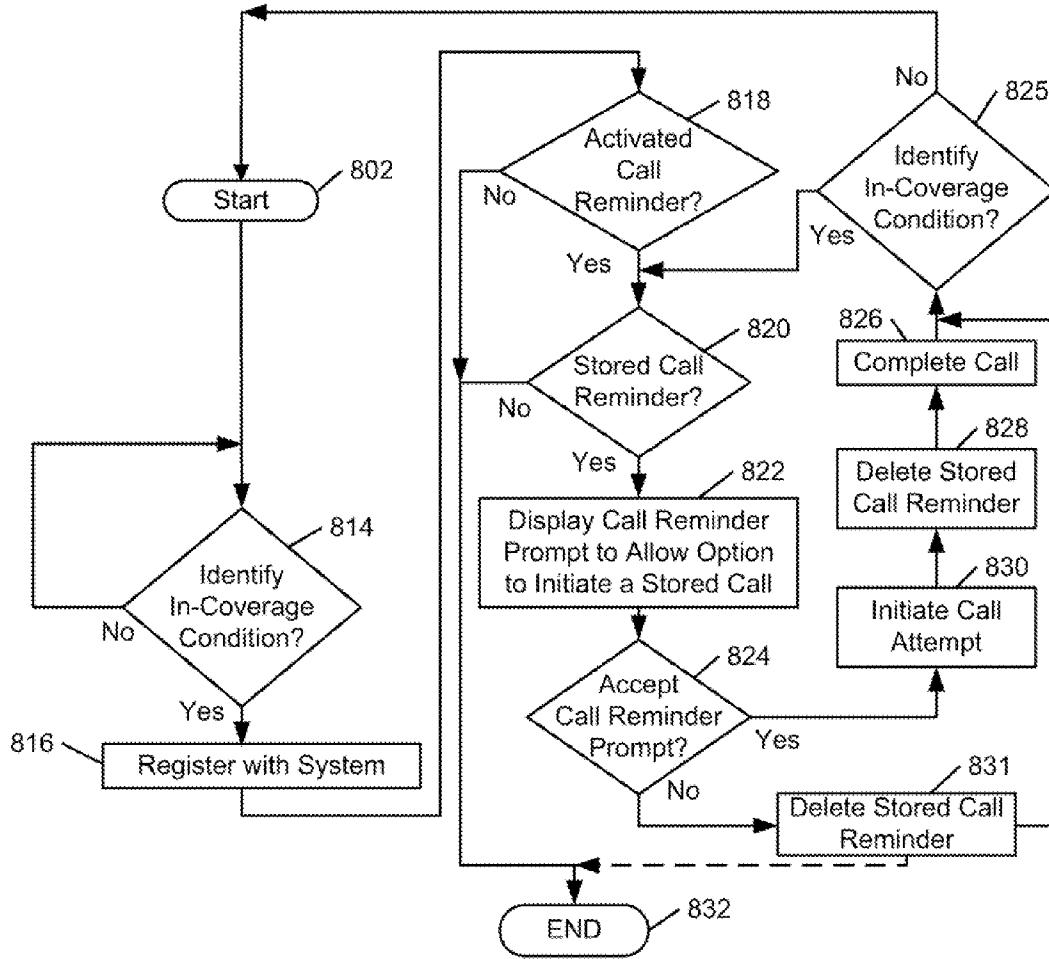 Start
802
Identify
In-Coverage
Condition?
814
No
Yes
816
Register with System
Activated
Call
Reminder?
818
No
Yes
Stored Call
Reminder?
820
No
Yes
822
Display Call Reminder
Prompt to Allow Option
to Initiate a Stored Call
Accept
Call Reminder
Prompt?
824
Yes
No
831
Delete Stored Call
Reminder
830
Initiate Call
Attempt
828
Delete Stored
Call Reminder
826
Complete Call
Identify
In-Coverage
Condition?
825
No
Yes
END
832